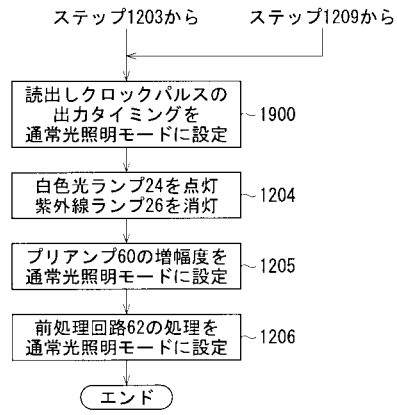 ステップ1203から
ステップ1209から
読出しクロックパルスの
出力タイミングを
通常光照明モードに設定
1900
白色光ランプ24を点灯
紫外線ランプ26を消灯
1204
プリアンプ60の増幅度を
通常光照明モードに設定
1205
前処理回路62の処理を
通常光照明モードに設定
1206
エンド